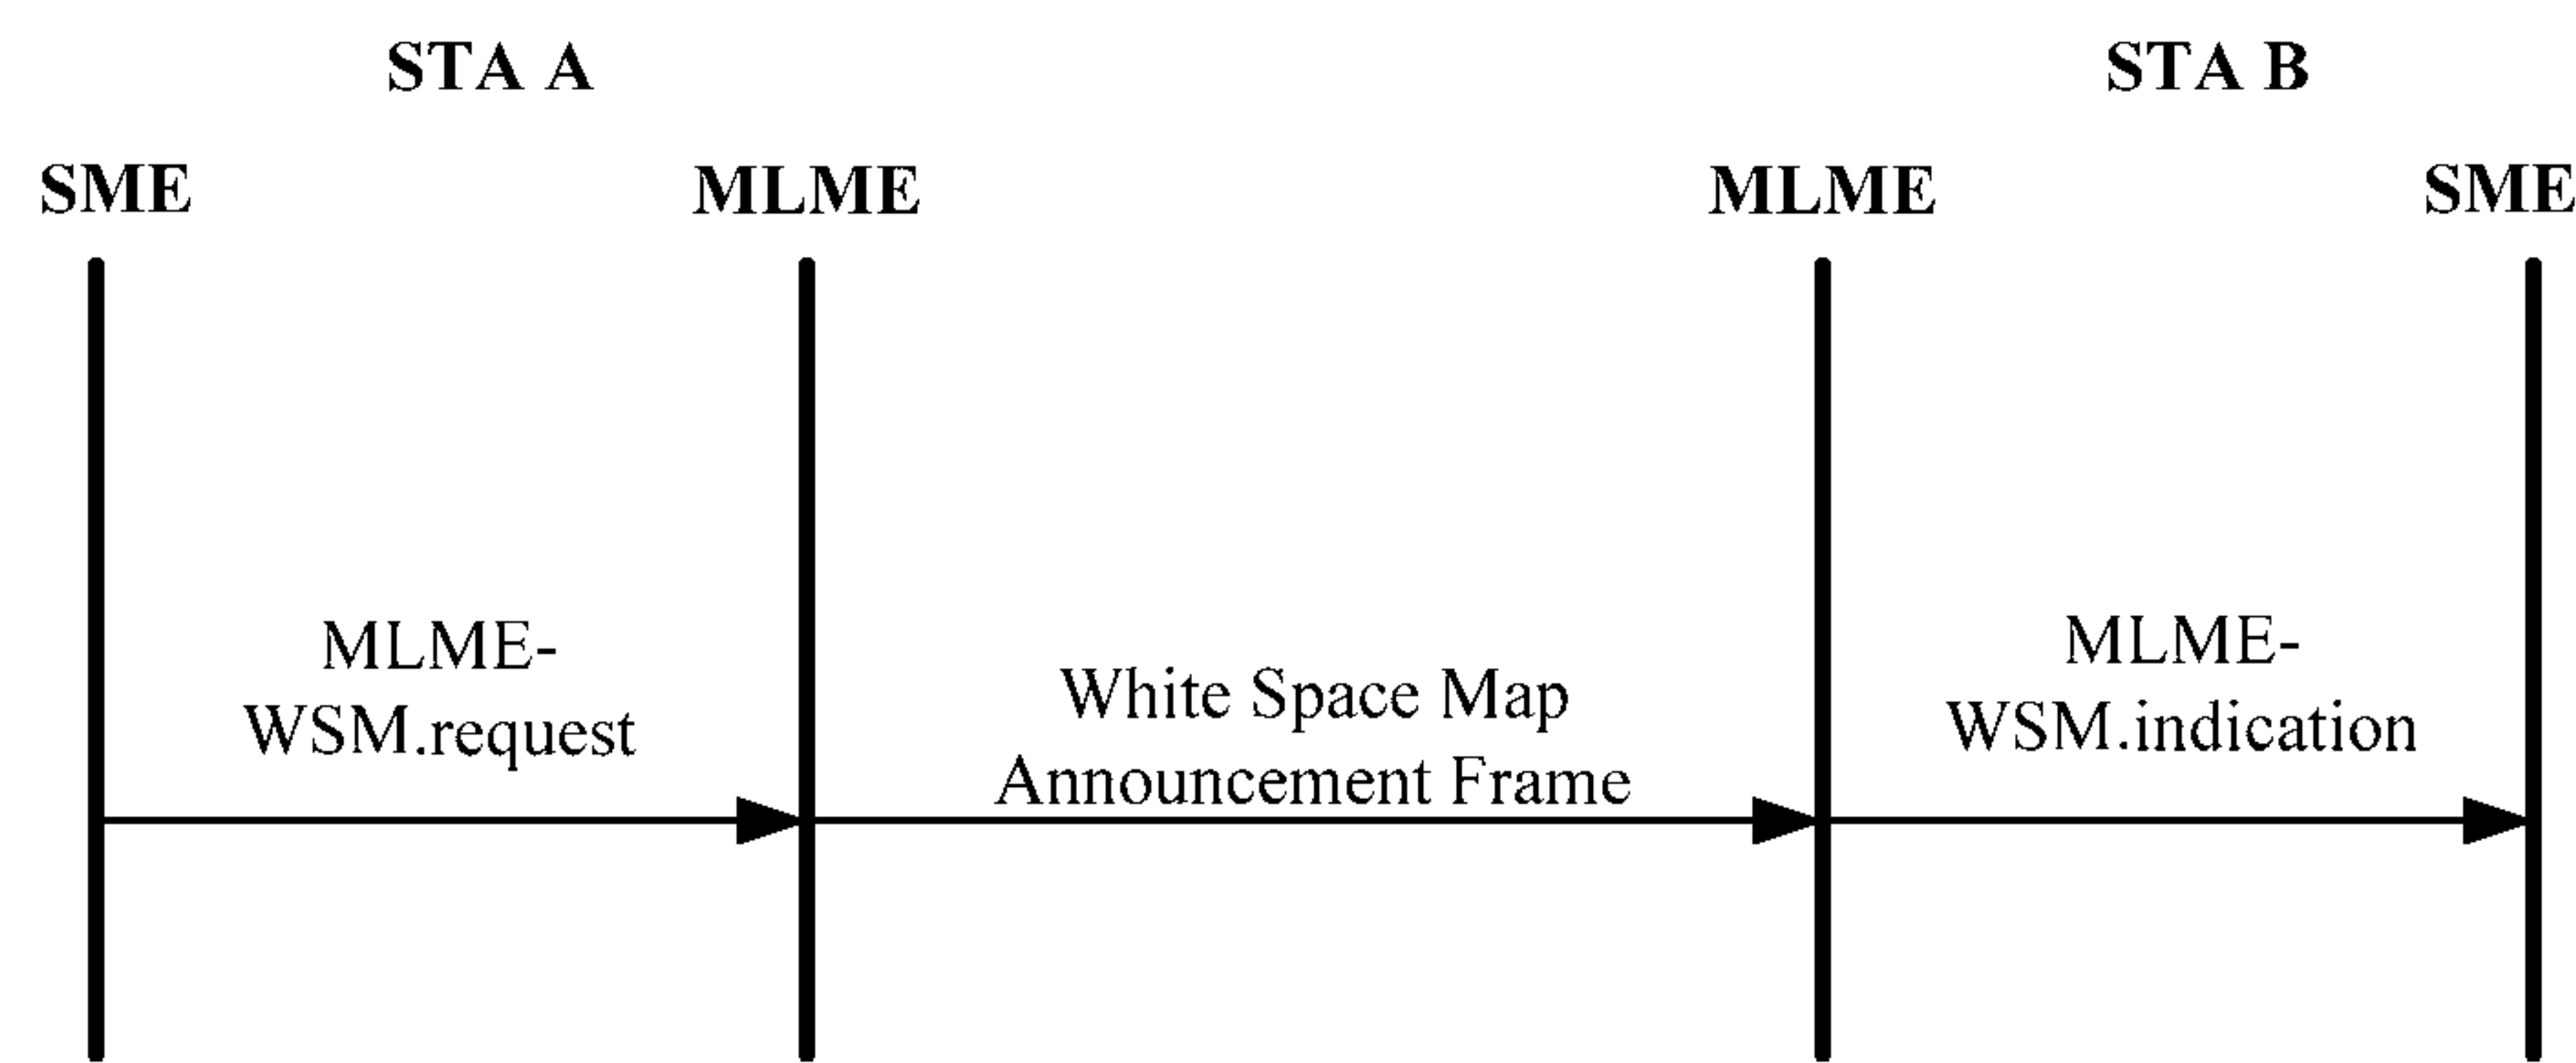 STA A
STA B
SME
MLME
MLME
SME
MLME-
WSM.request
White Space Map
Announcement Frame
MLME-
WSM.indication